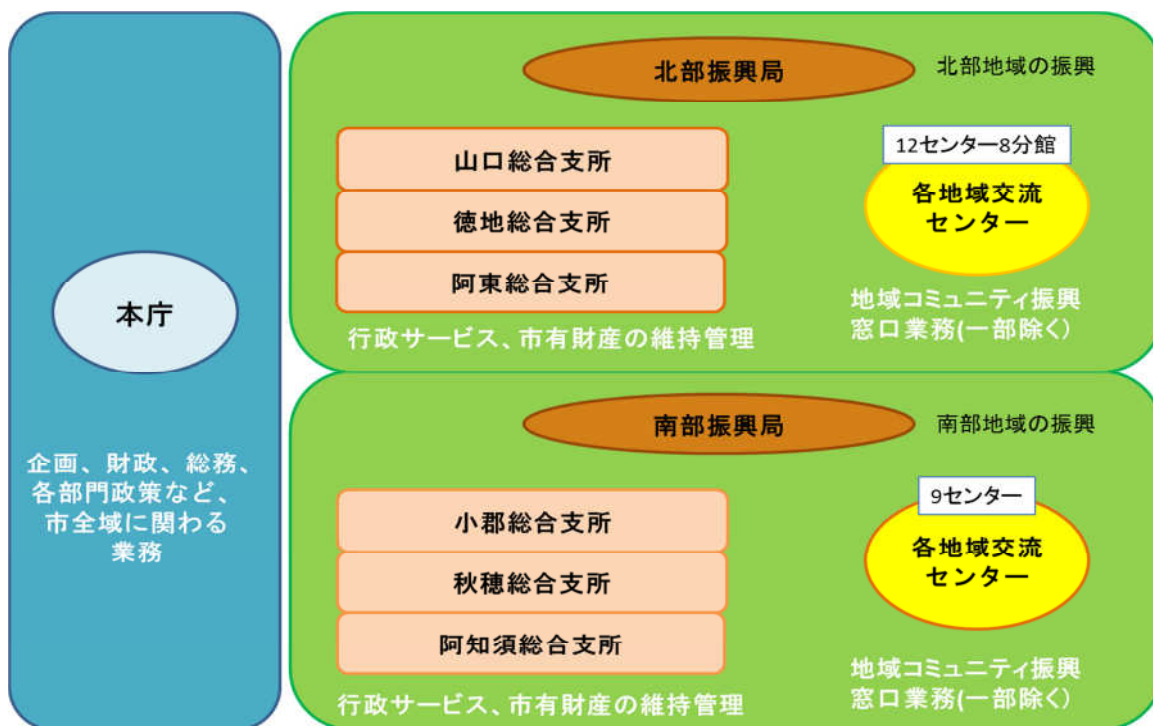 本庁
企画、財政、総務、
各部門政策など、
市全域に関わる
業務
北部振興局
北部地域の振興
山口総合支所
徳地総合支所
阿東総合支所
行政サービス、市有財産の維持管理
12センター8分館
各地域交流
センター
地域コミュニティ振興
窓口業務(一部除く）
南部振興局
南部地域の振興
小郡総合支所
秋穂総合支所
阿知須総合支所
行政サービス、市有財産の維持管理
9センター
各地域交流
センター
地域コミュニティ振興
窓口業務(一部除く）